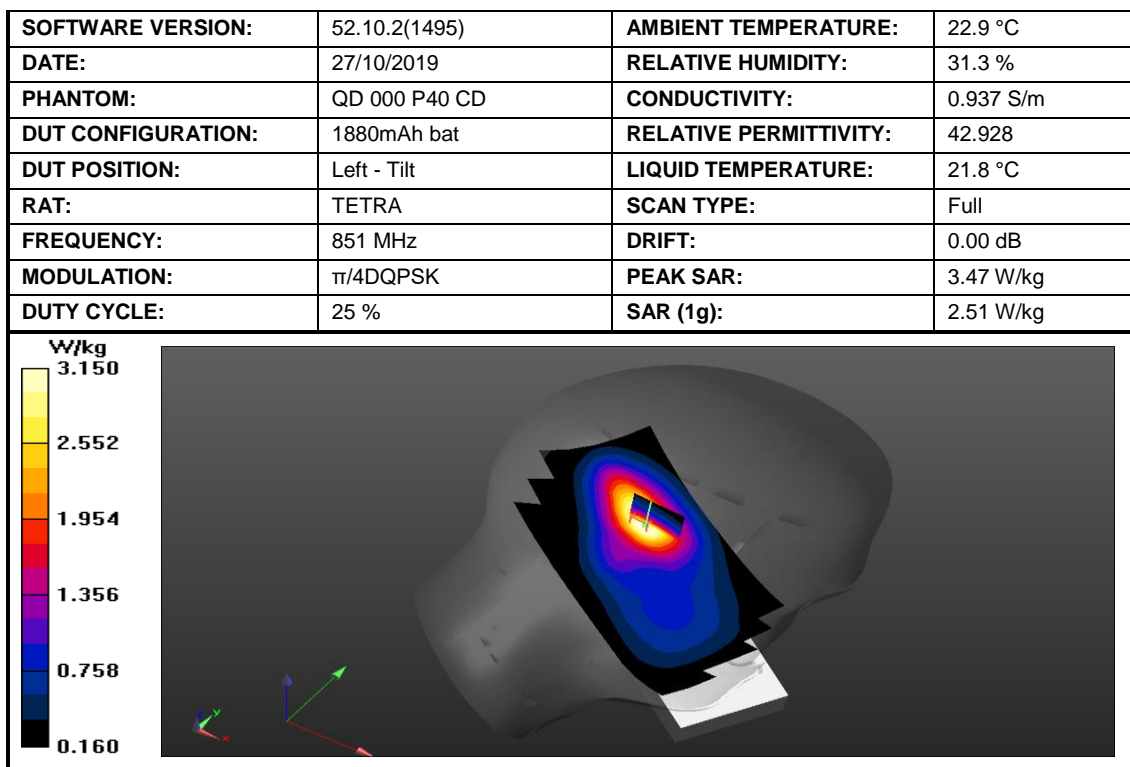 SOFTWARE VERSION: 52.10.2(1495) AMBIENT TEMPERATURE: 22.9 °C
DATE: 27/10/2019 RELATIVE HUMIDITY: 31.3 %
PHANTOM: QD 000 P40 CD CONDUCTIVITY: 0.937 S/m
DUT CONFIGURATION: 1880mAh bat RELATIVE PERMITTIVITY: 42.928
DUT POSITION: Left - Tilt LIQUID TEMPERATURE: 21.8 °C
RAT: TETRA SCAN TYPE: Full
FREQUENCY: 851 MHz DRIFT: 0.00 dB
MODULATION: π/4DQPSK PEAK SAR: 3.47 W/kg
DUTY CYCLE: 25 % SAR (1g): 2.51 W/kg
W/kg
3.150
2.552
1.954
1.356
0.758
0.160
z
y
x